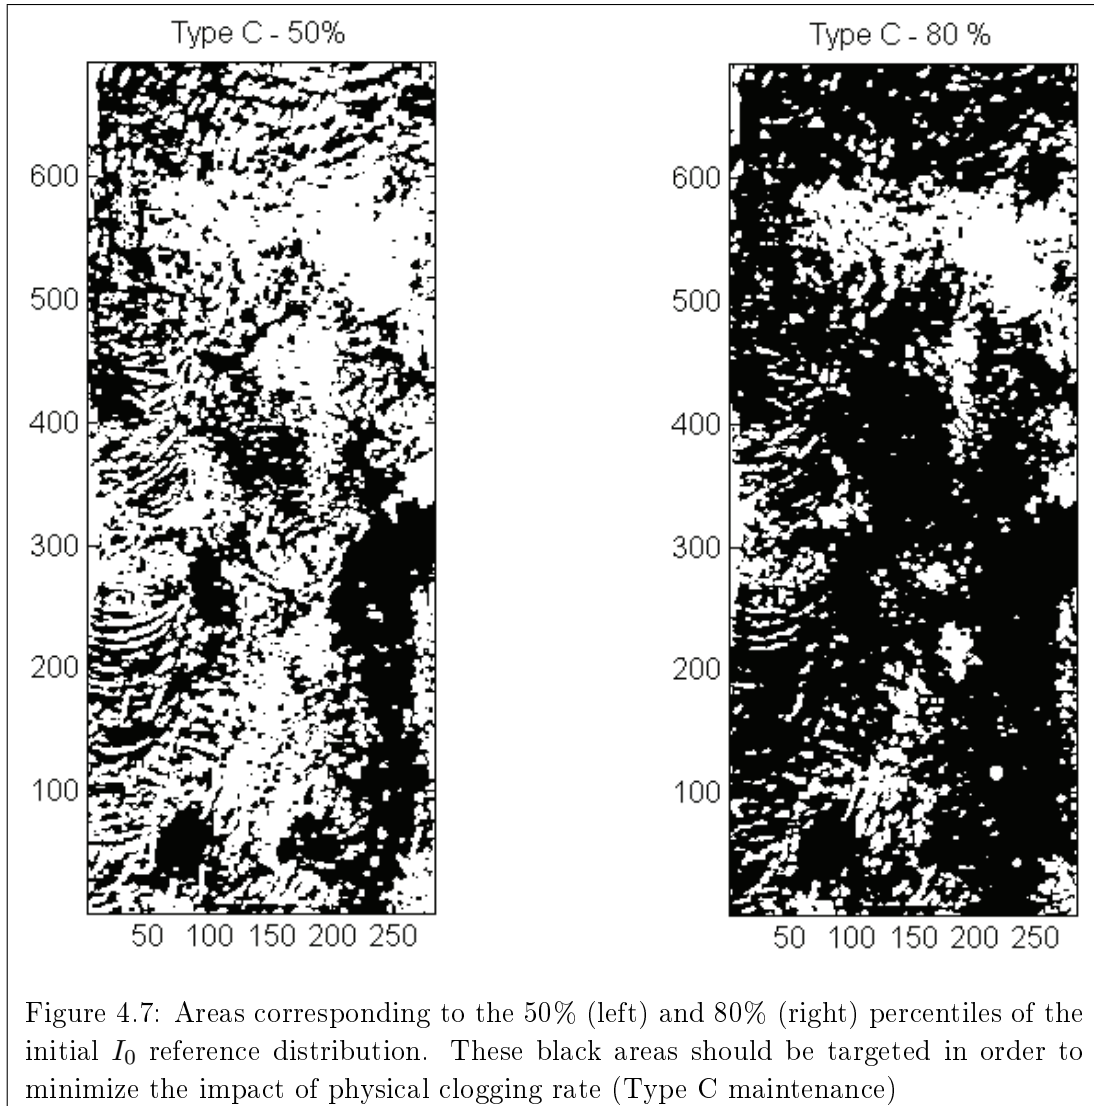 Type C - 50%
Type C - 80 %
600
500
400
300
200
100
50 100 150 200 250
600
500
400
300
200
100
50 100 150 200 250
Figure 4.7: Areas corresponding to the 50% (left) and 80% (right) percentiles of the
initial I₀ reference distribution. These black areas should be targeted in order to
minimize the impact of physical clogging rate (Type C maintenance)